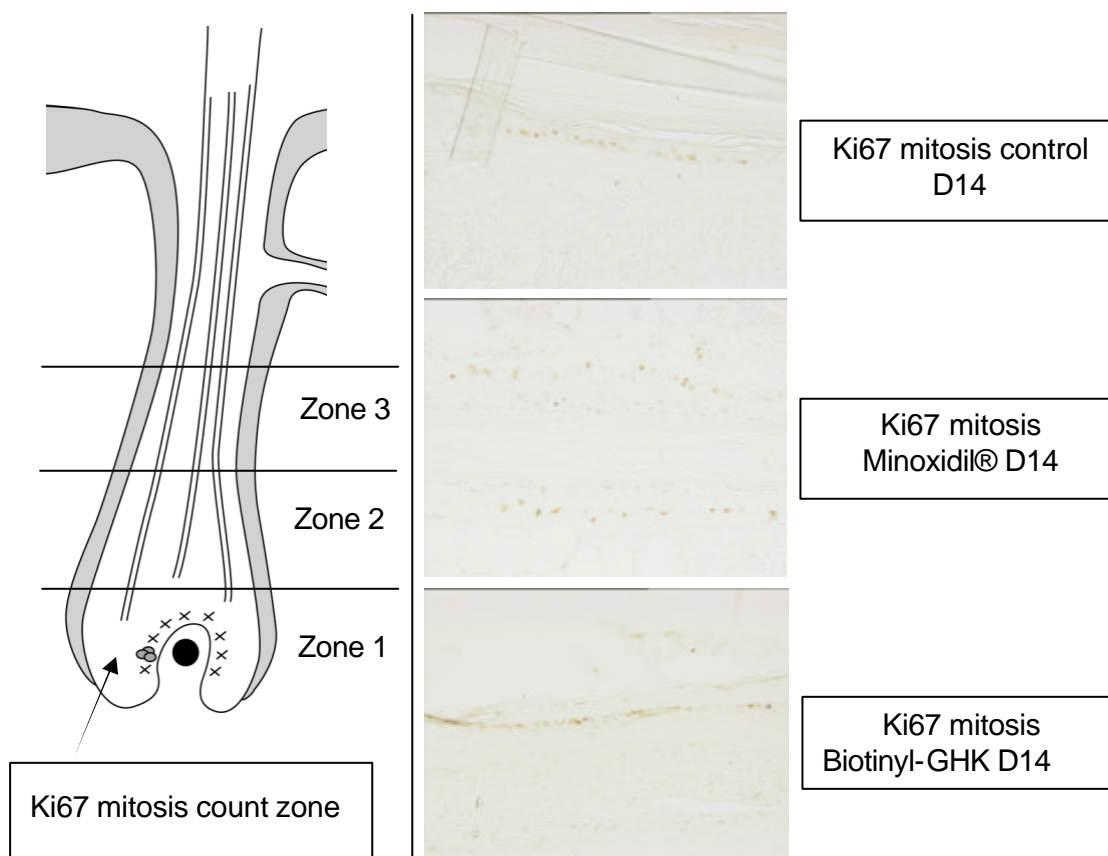 Zone 3
Zone 2
Zone 1
Ki67 mitosis count zone
Ki67 mitosis control
D14
Ki67 mitosis
Minoxidil® D14
Ki67 mitosis
Biotinyl-GHK D14